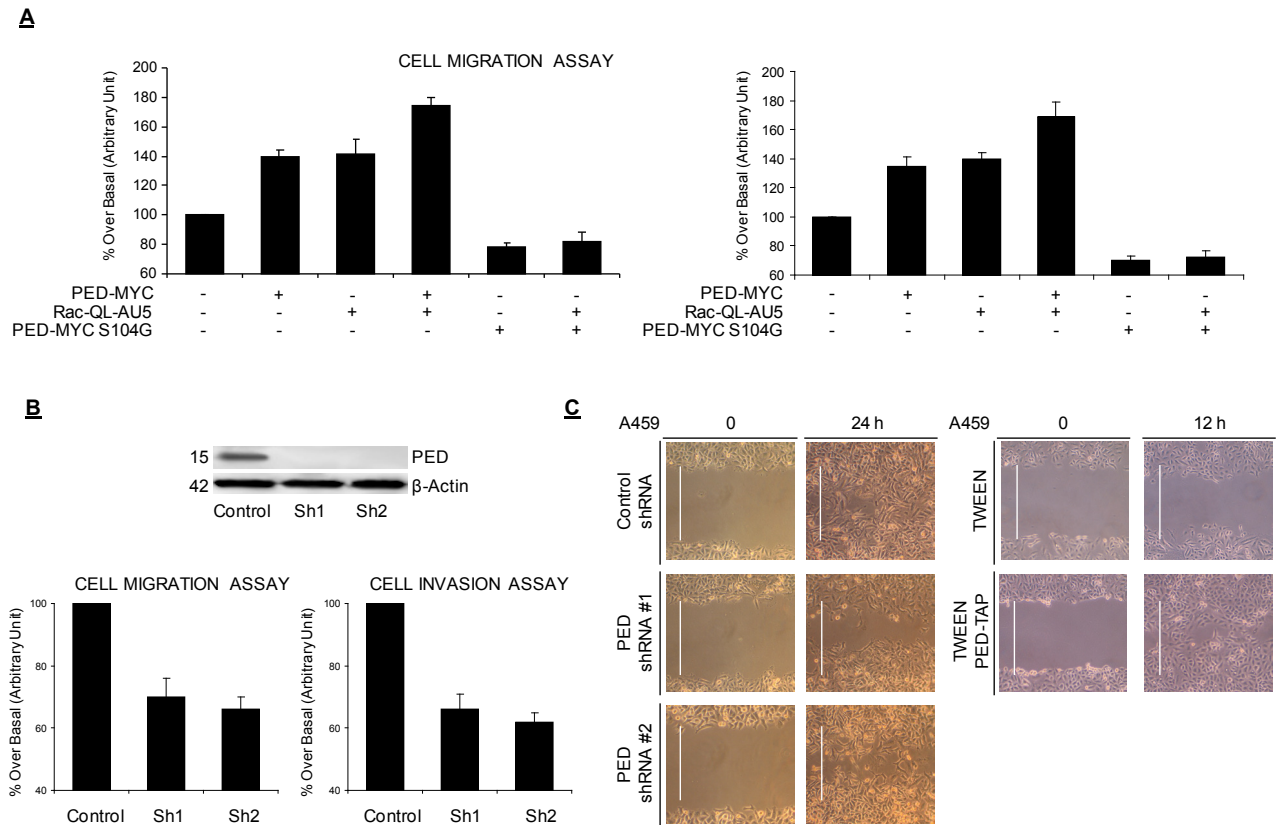 A
CELL MIGRATION ASSAY
% Over Basal (Arbitrary Unit)
200
180
160
140
120
100
80
60
PED-MYC - + - + - -
Rac-QL-AU5 - - + + - +
PED-MYC S104G - - - - + +
% Over Basal (Arbitrary Unit)
200
180
160
140
120
100
80
60
PED-MYC - + - + - -
Rac-QL-AU5 - - + + - +
PED-MYC S104G - - - - + +
B
15 PED
42 β-Actin
Control Sh1 Sh2
CELL MIGRATION ASSAY
% Over Basal (Arbitrary Unit)
100
80
60
40
Control Sh1 Sh2
CELL INVASION ASSAY
% Over Basal (Arbitrary Unit)
100
80
60
40
Control Sh1 Sh2
C
A459 0 24 h
Control
shRNA
PED
shRNA #1
PED
shRNA #2
A459 0 12 h
TWEEN
TWEEN
PED-TAP